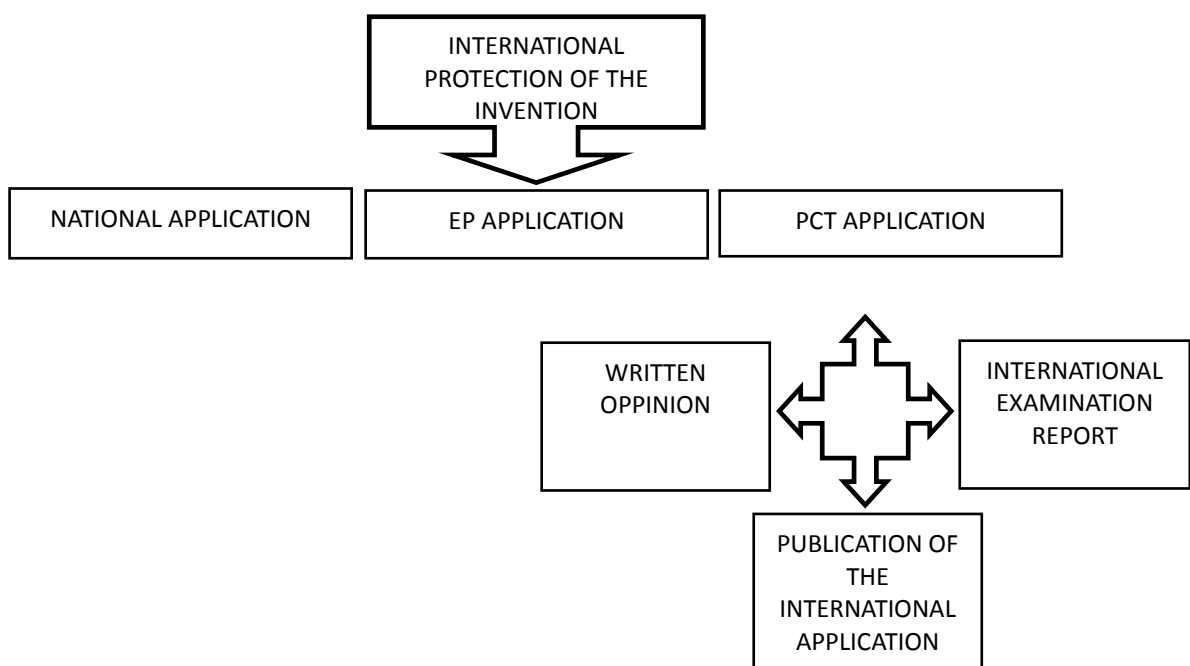 INTERNATIONAL
PROTECTION OF THE
INVENTION
NATIONAL APPLICATION
EP APPLICATION
PCT APPLICATION
WRITTEN
OPPINION
INTERNATIONAL
EXAMINATION
REPORT
PUBLICATION OF
THE
INTERNATIONAL
APPLICATION